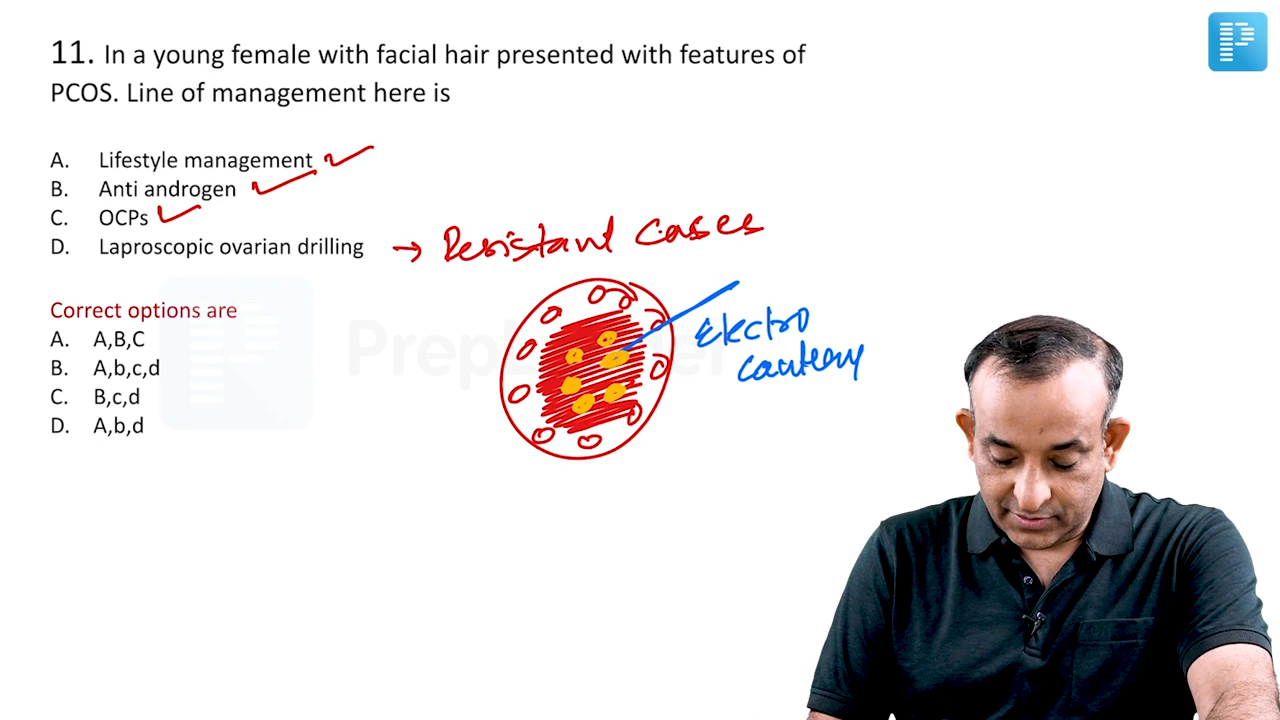 11. In a young female with facial hair presented with features of
PCOS. Line of management here is
A. Lifestyle management
B. Anti androgen
C. OCPs
D. Laproscopic ovarian drilling
→ Resistant cases
Electro
cautery
Correct options are
A. A,B,C
B. A,b,c,d
C. B,c,d
D. A,b,d